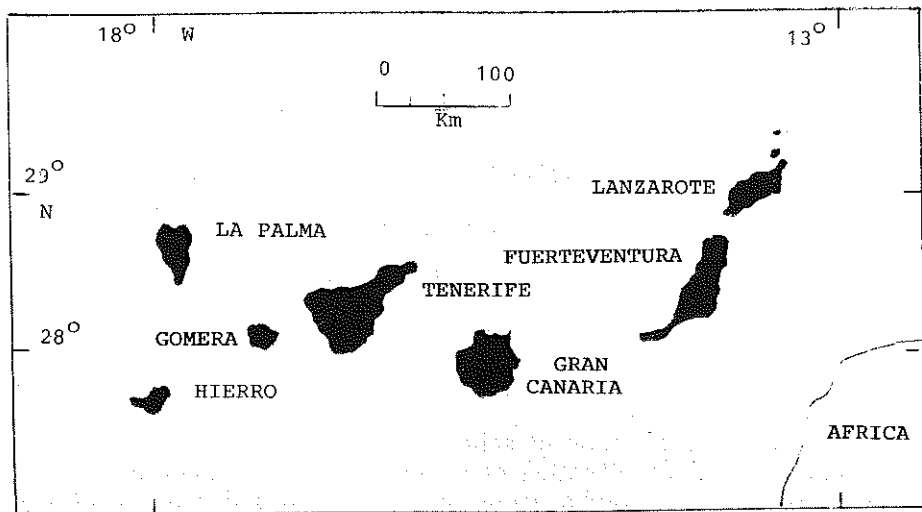 18° W
13°
0 100
Km
29°
N
LANZAROTE
LA PALMA
FUERTEVENTURA
TENERIFE
GOMERA
28°
GRAN
CANARIA
HIERRO
AFRICA